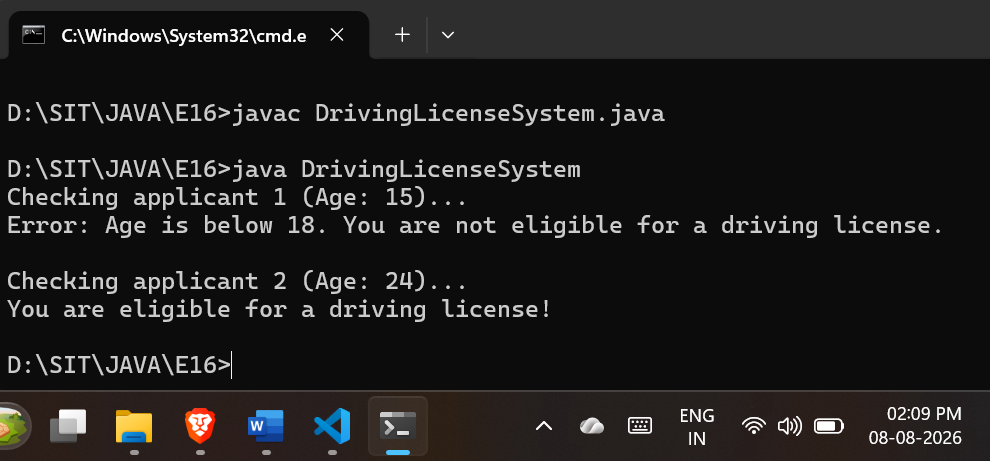 C:\Windows\System32\cmd.e
D:\SIT\JAVA\E16>javac DrivingLicenseSystem.java
D:\SIT\JAVA\E16>java DrivingLicenseSystem
Checking applicant 1 (Age: 15)...
Error: Age is below 18. You are not eligible for a driving license.
Checking applicant 2 (Age: 24)...
You are eligible for a driving license!
D:\SIT\JAVA\E16>
ENG
IN
02:09 PM
08-08-2026